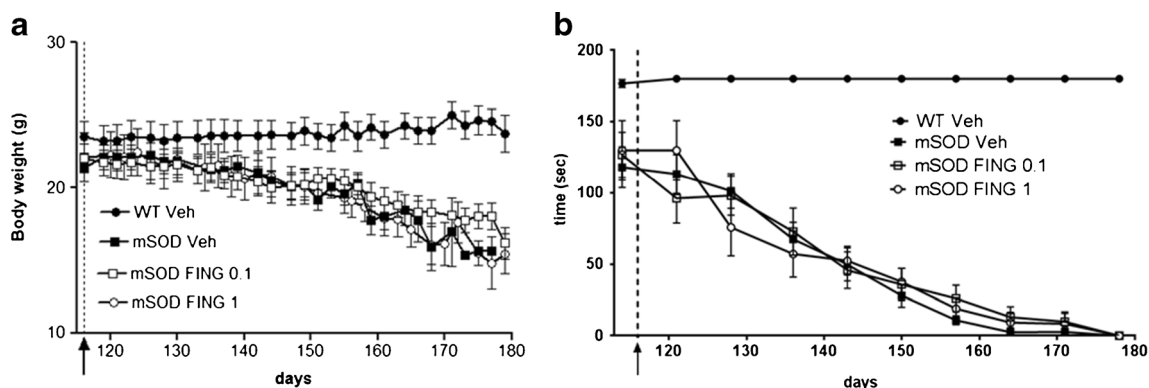 a
30
20
10
Body weight (g)
WT Veh
mSOD Veh
mSOD FING 0.1
mSOD FING 1
120 130 140 150 160 170 180
days
b
200
150
100
50
0
time (sec)
WT Veh
mSOD Veh
mSOD FING 0.1
mSOD FING 1
120 130 140 150 160 170 180
days